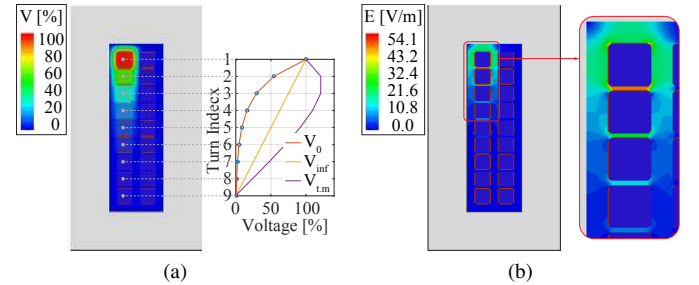 V [%]
100
80
60
40
20
0
1
2
3
4
5
6
7
8
9
Turn Indecx
V0
Vinf
Vt.m
0
50
100
Voltage [%]
(a)
E [V/m]
54.1
43.2
32.4
21.6
10.8
0.0
(b)